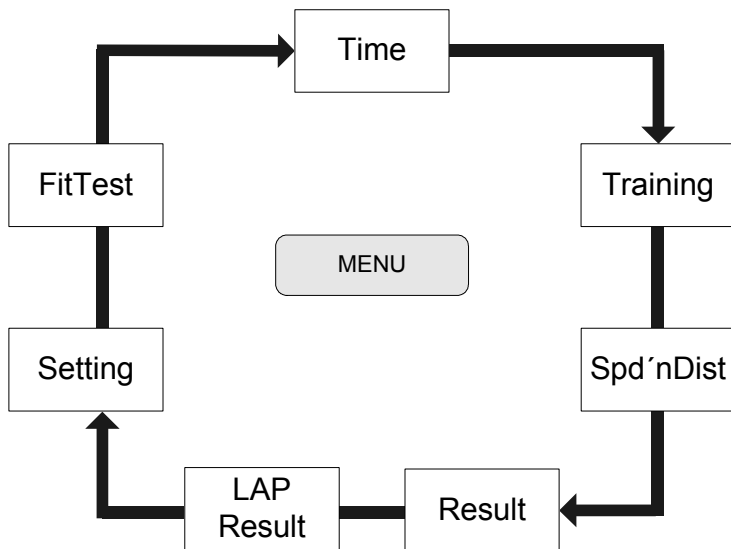 Time
FitTest
Training
MENU
Setting
Spd´nDist
LAP
Result
Result